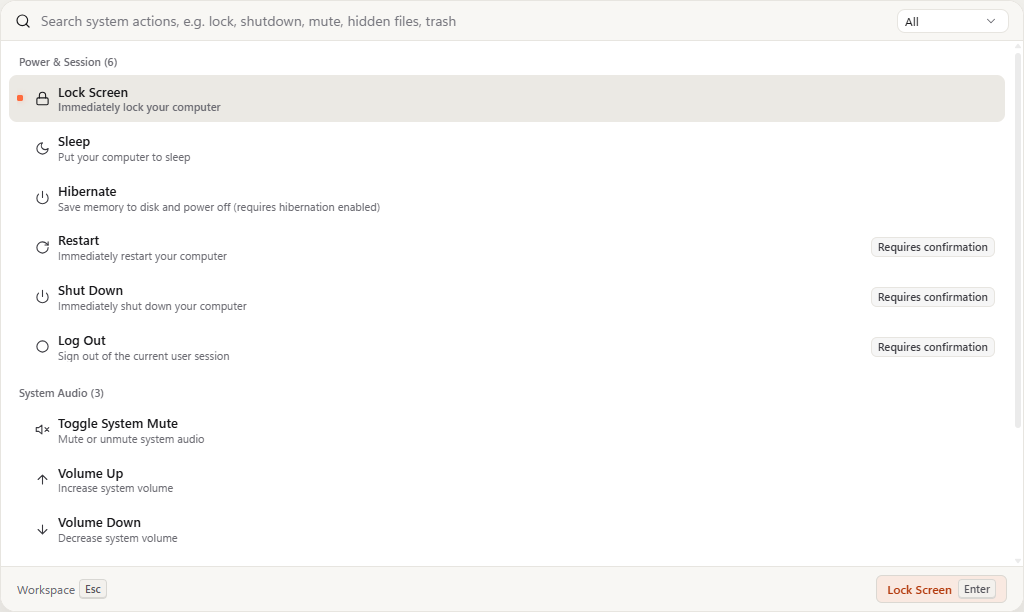 Search system actions, e.g. lock, shutdown, mute, hidden files, trash
All
Power & Session (6)
Lock Screen
Immediately lock your computer
Sleep
Put your computer to sleep
Hibernate
Save memory to disk and power off (requires hibernation enabled)
Restart
Immediately restart your computer
Requires confirmation
Shut Down
Immediately shut down your computer
Requires confirmation
Log Out
Sign out of the current user session
Requires confirmation
System Audio (3)
Toggle System Mute
Mute or unmute system audio
Volume Up
Increase system volume
Volume Down
Decrease system volume
Workspace Esc
Lock Screen Enter